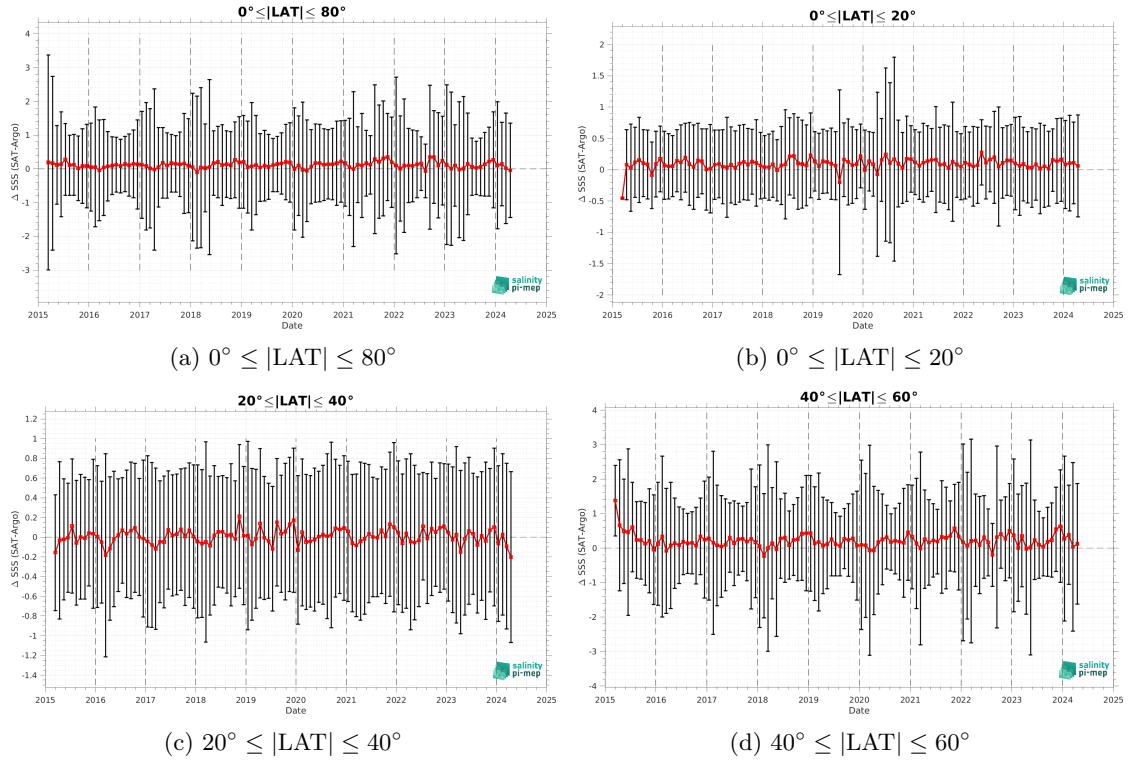 0°≤|LAT|≤ 80°
Δ SSS (SAT-Argo)
4
3
2
1
0
-1
-2
-3
2015 2016 2017 2018 2019 2020 2021 2022 2023 2024 2025
Date
salinity
pi-mep
(a) 0° ≤ |LAT| ≤ 80°
0°≤|LAT|≤ 20°
Δ SSS (SAT-Argo)
2
1.5
1
0.5
0
-0.5
-1
-1.5
-2
2015 2016 2017 2018 2019 2020 2021 2022 2023 2024 2025
Date
salinity
pi-mep
(b) 0° ≤ |LAT| ≤ 20°
20°≤|LAT|≤ 40°
Δ SSS (SAT-Argo)
1.2
1
0.8
0.6
0.4
0.2
0
-0.2
-0.4
-0.6
-0.8
-1
-1.2
-1.4
2015 2016 2017 2018 2019 2020 2021 2022 2023 2024 2025
Date
salinity
pi-mep
(c) 20° ≤ |LAT| ≤ 40°
40°≤|LAT|≤ 60°
Δ SSS (SAT-Argo)
4
3
2
1
0
-1
-2
-3
-4
2015 2016 2017 2018 2019 2020 2021 2022 2023 2024 2025
Date
salinity
pi-mep
(d) 40° ≤ |LAT| ≤ 60°